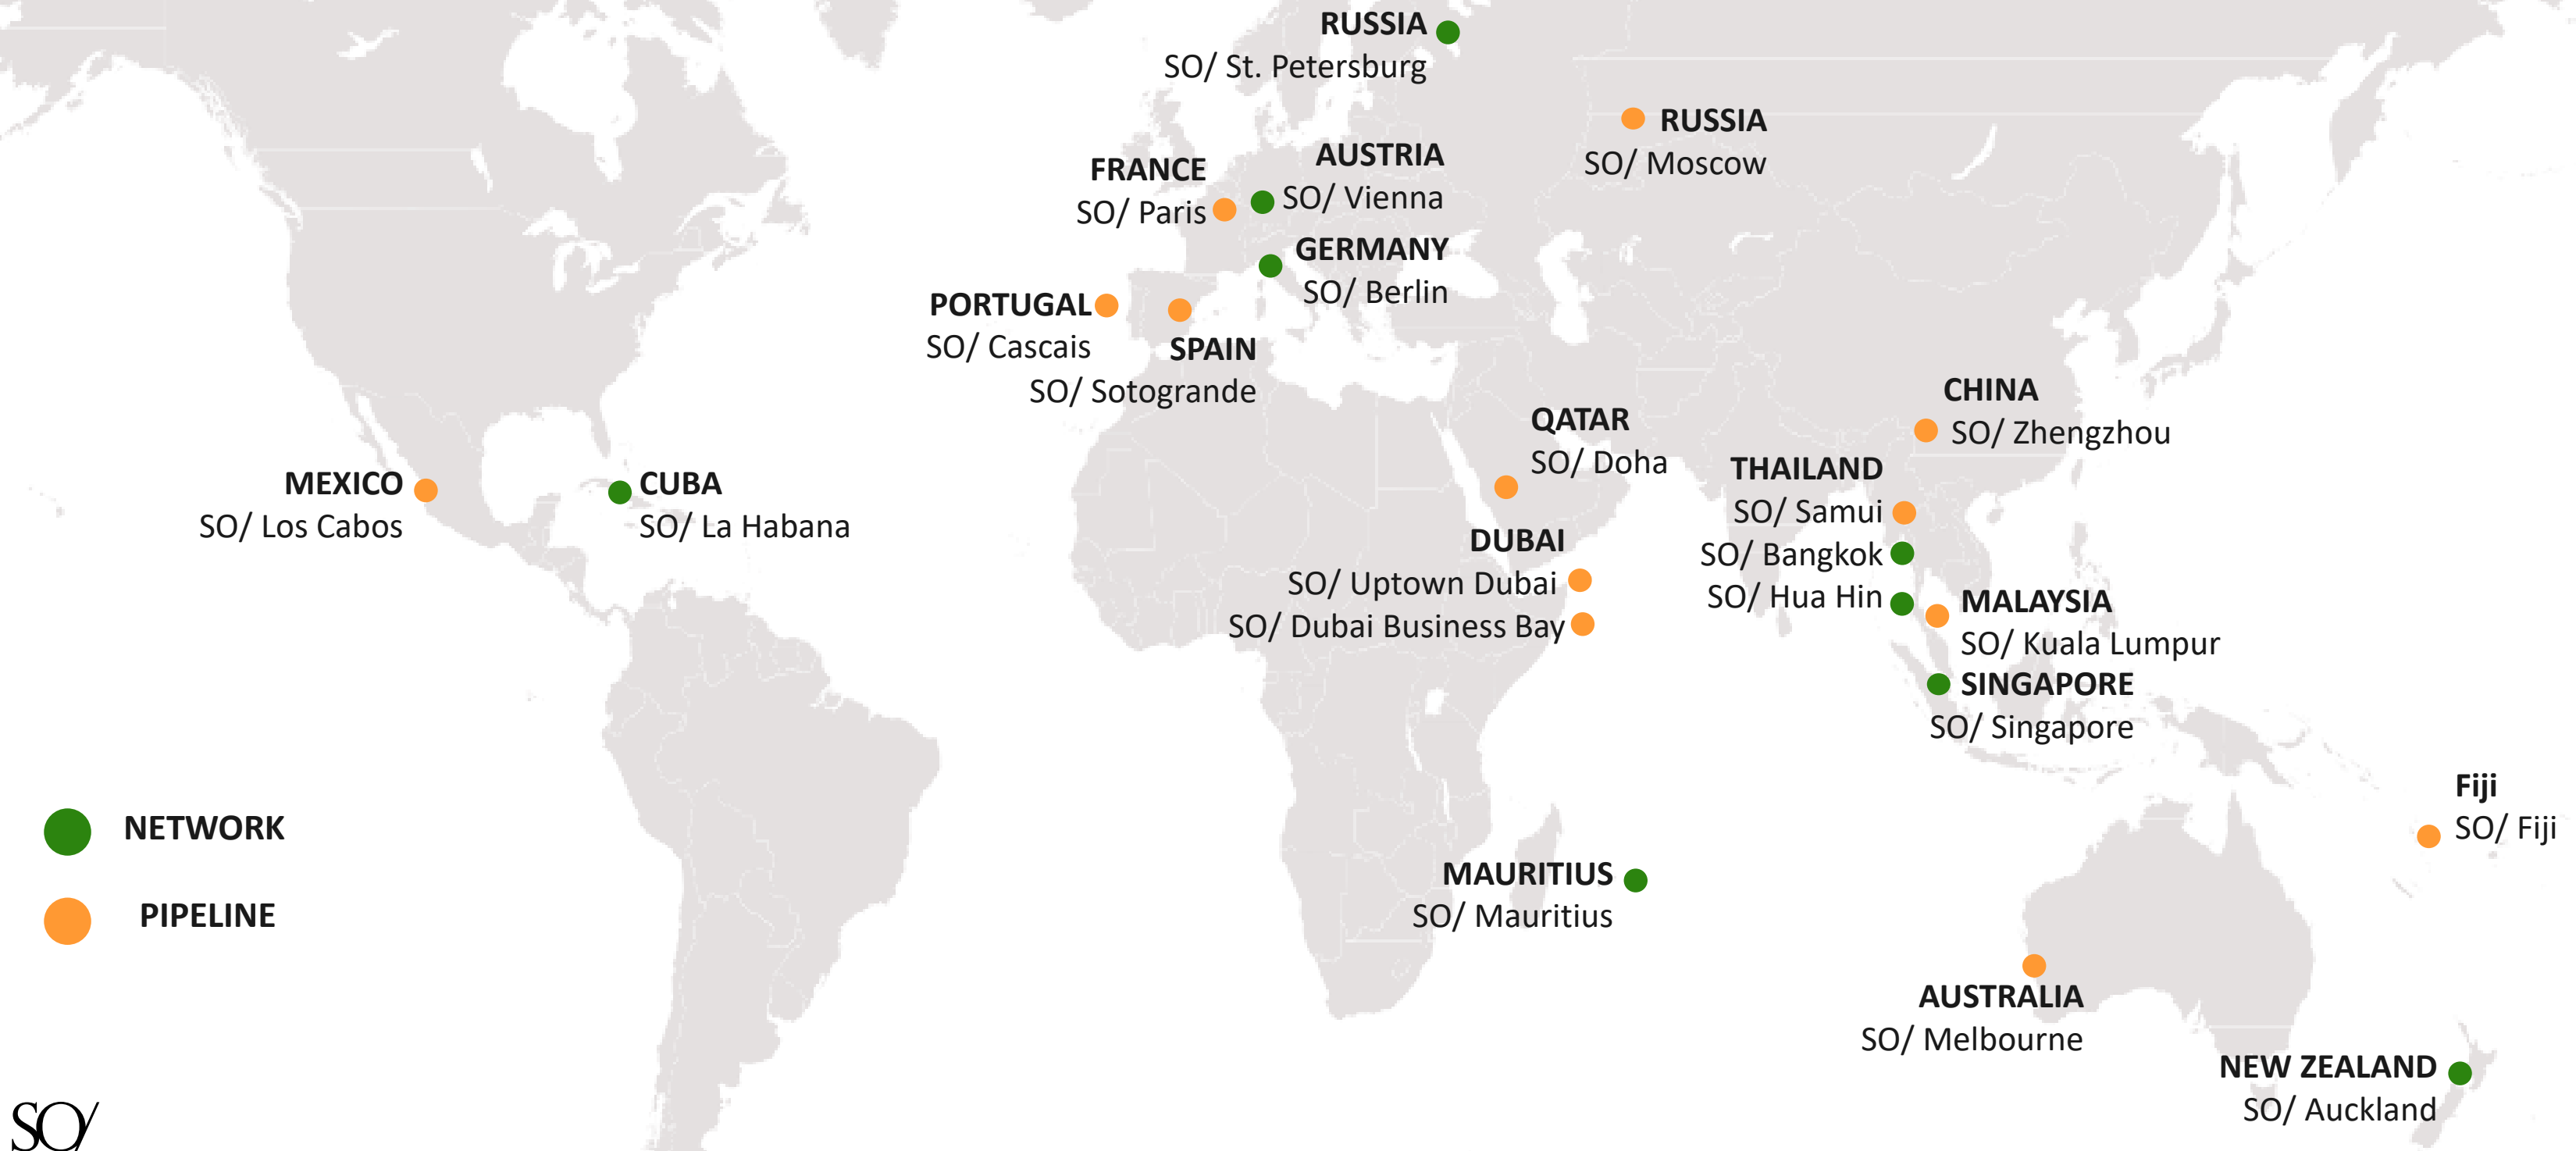 RUSSIA
SO/ St. Petersburg
RUSSIA
SO/ Moscow
FRANCE
SO/ Paris
AUSTRIA
SO/ Vienna
GERMANY
SO/ Berlin
PORTUGAL
SO/ Cascais
SPAIN
SO/ Sotogrande
CHINA
SO/ Zhengzhou
QATAR
SO/ Doha
MEXICO
SO/ Los Cabos
CUBA
SO/ La Habana
THAILAND
SO/ Samui
SO/ Bangkok
SO/ Hua Hin
DUBAI
SO/ Uptown Dubai
SO/ Dubai Business Bay
MALAYSIA
SO/ Kuala Lumpur
SINGAPORE
SO/ Singapore
Fiji
SO/ Fiji
NETWORK
PIPELINE
MAURITIUS
SO/ Mauritius
AUSTRALIA
SO/ Melbourne
NEW ZEALAND
SO/ Auckland
SO/